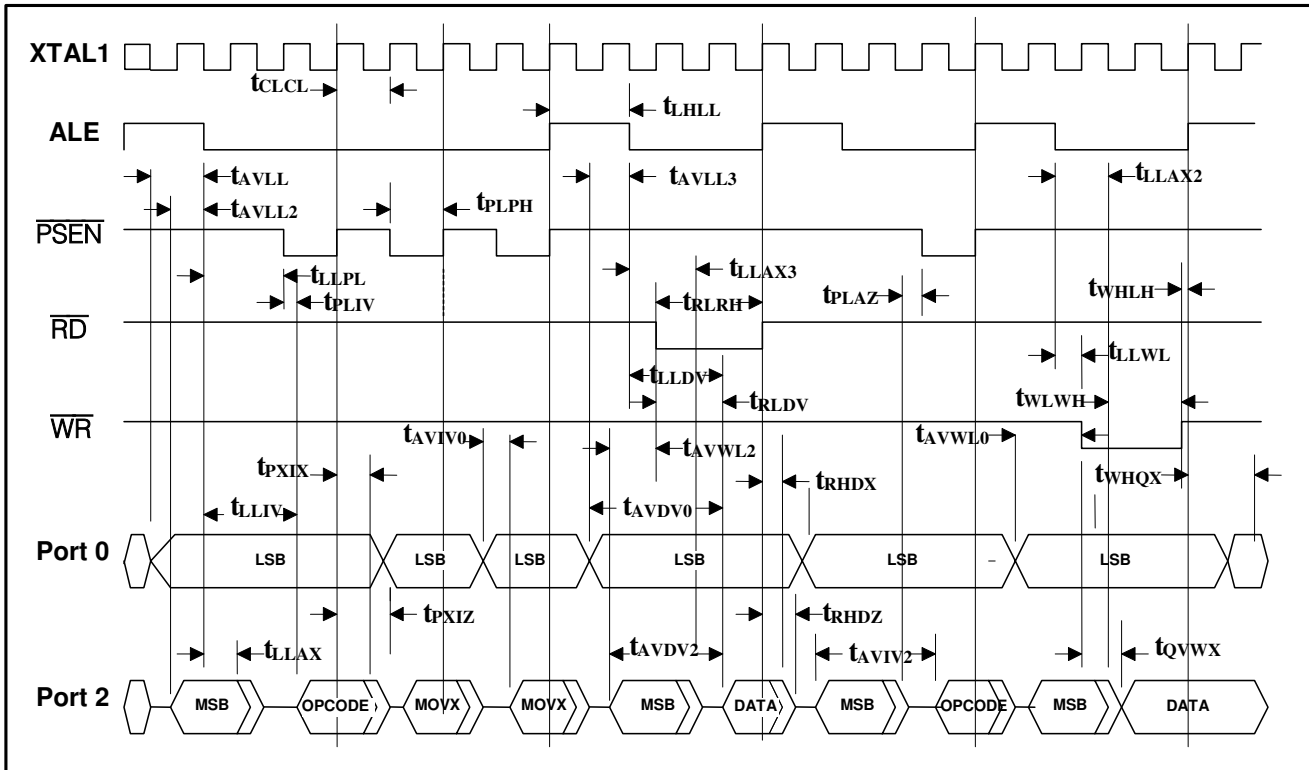 XTAL1
tCLCL
tLHLL
ALE
tAVLL
tAVLL3
tLLAX2
tAVLL2
tPLPH
PSEN
tLLPL
tLLAX3
tPLIV
tRLRH
tPLAZ
tWHLH
RD
tLLWL
tLLDV
tRLDV
tWLWH
WR
tAVIV0
tAVWL2
tAVWL0
tPXIX
tRHDX
tWHQX
tLLIV
tAVDV0
Port 0 LSB LSB LSB LSB LSB LSB
tPXIZ
tRHDZ
tLLAX
tAVDV2
tAVIV2
tQVWX
Port 2 MSB OPCODE MOVX MOVX MSB DATA MSB OPCODE MSB DATA